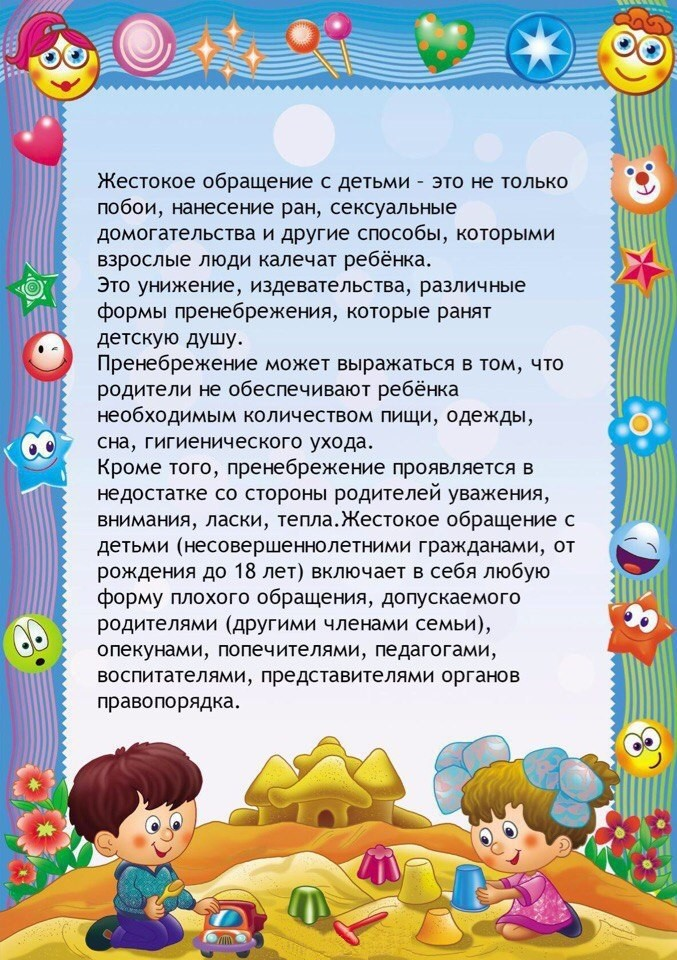 Жестокое обращение с детьми – это не только
побои, нанесение ран, сексуальные
домогательства и другие способы, которыми
взрослые люди калечат ребёнка.
Это унижение, издевательства, различные
формы пренебрежения, которые ранят
детскую душу.
Пренебрежение может выражаться в том, что
родители не обеспечивают ребёнка
необходимым количеством пищи, одежды,
сна, гигиенического ухода.
Кроме того, пренебрежение проявляется в
недостатке со стороны родителей уважения,
внимания, ласки, тепла.Жестокое обращение с
детьми (несовершеннолетними гражданами, от
рождения до 18 лет) включает в себя любую
форму плохого обращения, допускаемого
родителями (другими членами семьи),
опекунами, попечителями, педагогами,
воспитателями, представителями органов
правопорядка.